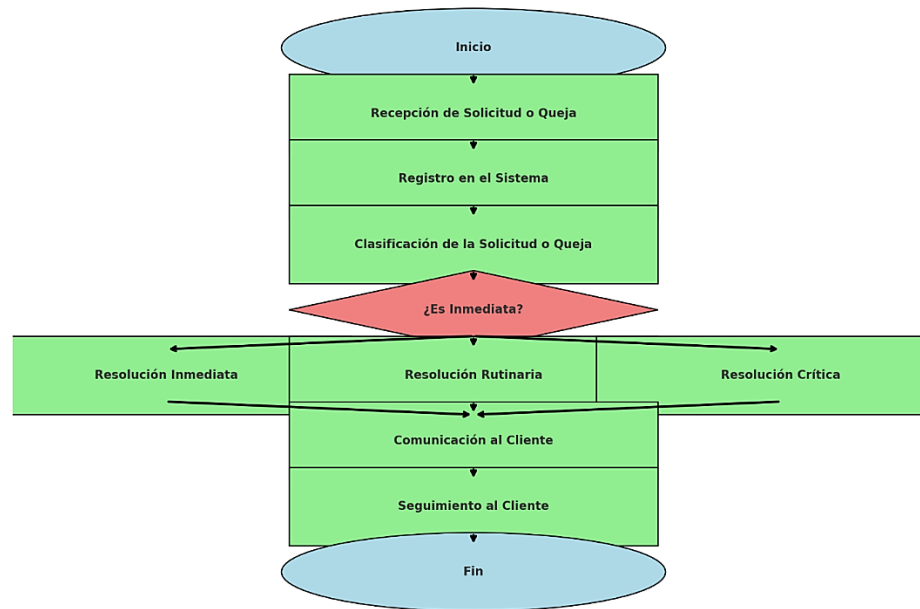 Inicio
Recepción de Solicitud o Queja
Registro en el Sistema
Clasificación de la Solicitud o Queja
¿Es Inmediata?
Resolución Inmediata
Resolución Rutinaria
Resolución Crítica
Comunicación al Cliente
Seguimiento al Cliente
Fin